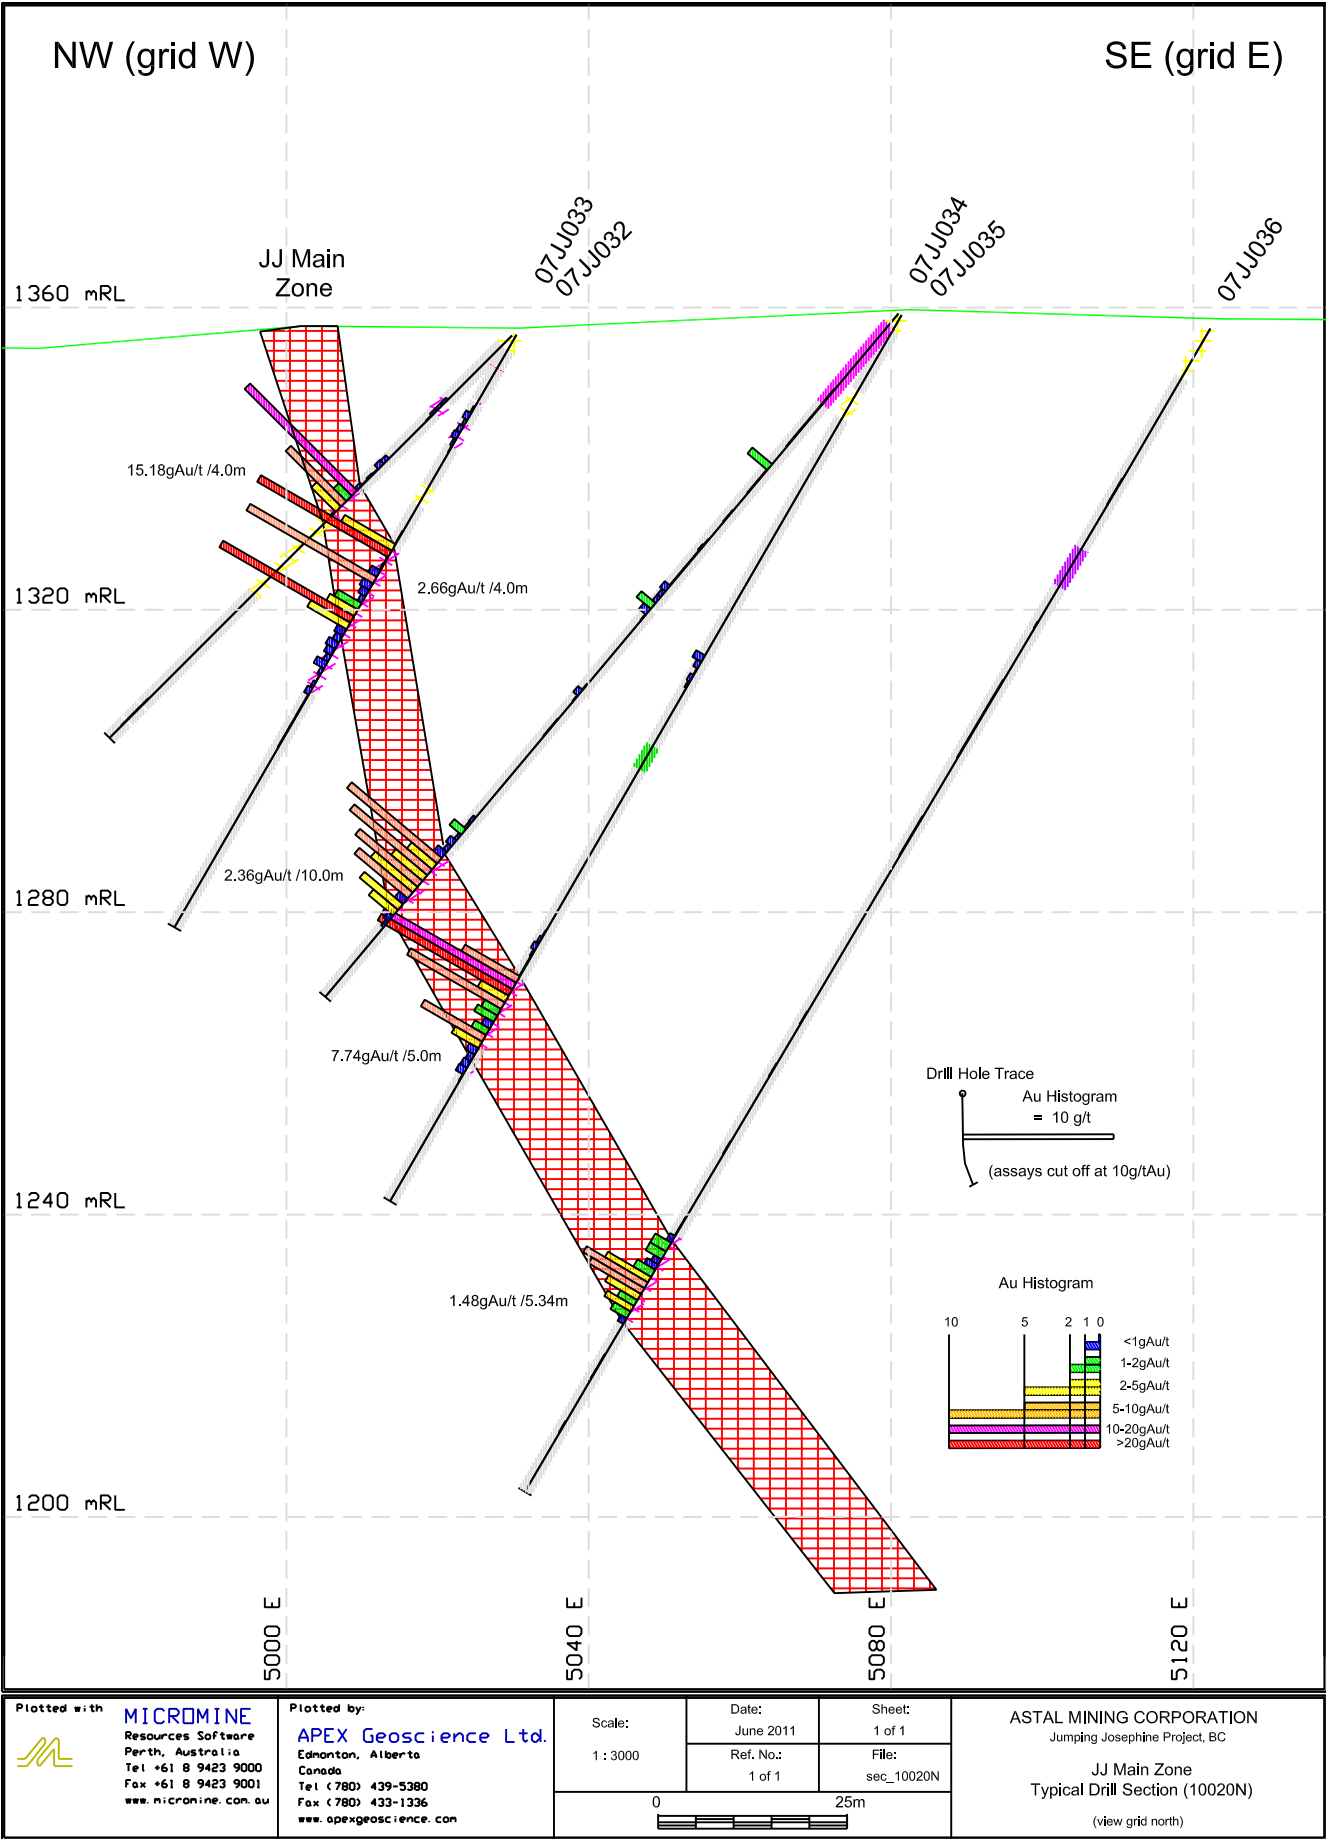 NW (grid W)
SE (grid E)
07JJ033
07JJ032
07JJ034
07JJ035
07JJ036
JJ Main
Zone
1360 mRL
15.18gAu/t /4.0m
2.66gAu/t /4.0m
1320 mRL
2.36gAu/t /10.0m
1280 mRL
7.74gAu/t /5.0m
Drill Hole Trace
Au Histogram
= 10 g/t
(assays cut off at 10g/tAu)
1240 mRL
1.48gAu/t /5.34m
Au Histogram
10 5 2 1 0
<1gAu/t
1-2gAu/t
2-5gAu/t
5-10gAu/t
10-20gAu/t
>20gAu/t
1200 mRL
5000 E
5040 E
5080 E
5120 E
Plotted with
MICROMINE
Resources Software
Perth, Australia
Tel +61 8 9423 9000
Fax +61 8 9423 9001
www.micromine.com.au
Plotted by:
APEX Geoscience Ltd.
Edmonton, Alberta
Canada
Tel (780) 439-5380
Fax (780) 433-1336
www.apexgeoscience.com
Scale:
1 : 3000
Date:
June 2011
Sheet:
1 of 1
Ref. No.:
1 of 1
File:
sec_10020N
0 25m
ASTAL MINING CORPORATION
Jumping Josephine Project, BC
JJ Main Zone
Typical Drill Section (10020N)
(view grid north)